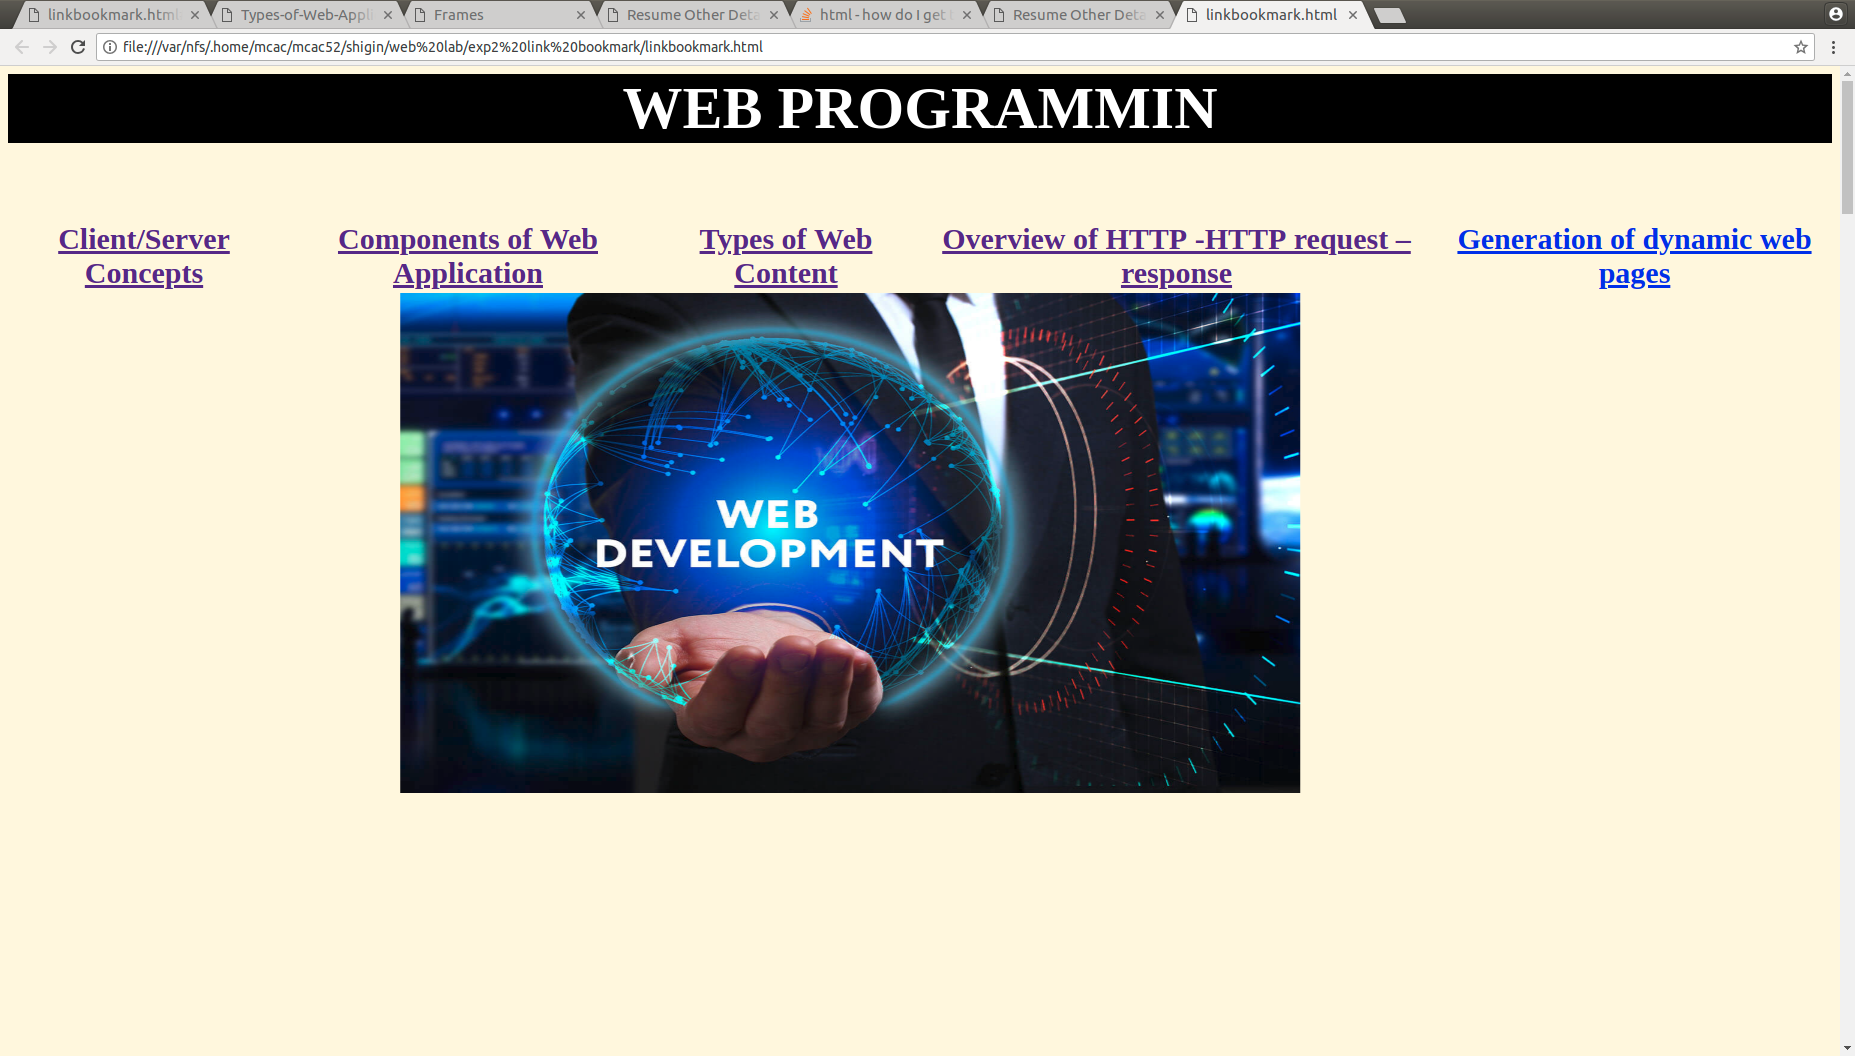 linkbookmark.html
Types-of-Web-Appli
Frames
Resume Other Deta
html - how do I get
Resume Other Deta
linkbookmark.html
file:///var/nfs/.home/mcac/mcac52/shigin/web%20lab/exp2%20link%20bookmark/linkbookmark.html
WEB PROGRAMMIN
Client/Server
Concepts
Components of Web
Application
Types of Web
Content
Overview of HTTP -HTTP request –
response
Generation of dynamic web
pages
WEB
DEVELOPMENT